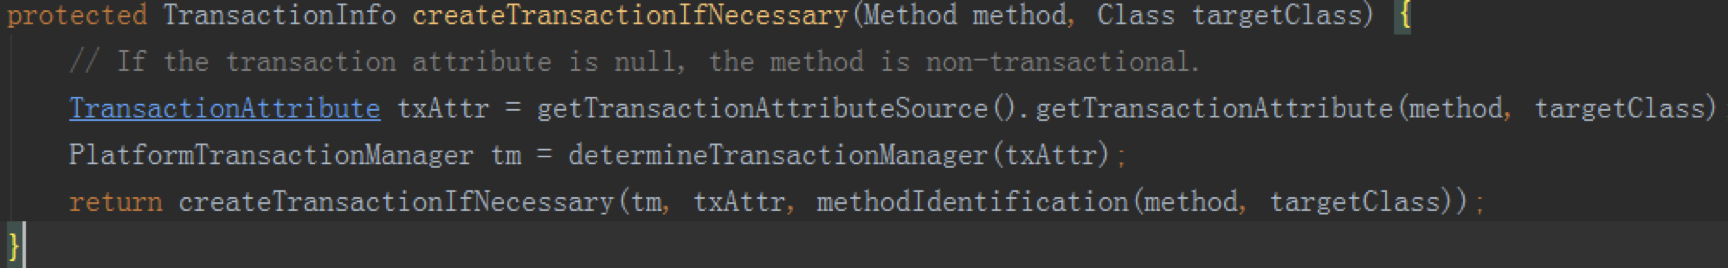 protected TransactionInfo createTransactionIfNecessary(Method method, Class targetClass) {
// If the transaction attribute is null, the method is non-transactional.
TransactionAttribute txAttr = getTransactionAttributeSource().getTransactionAttribute(method, targetClass)
PlatformTransactionManager tm = determineTransactionManager(txAttr);
return createTransactionIfNecessary(tm, txAttr, methodIdentification(method, targetClass));
}